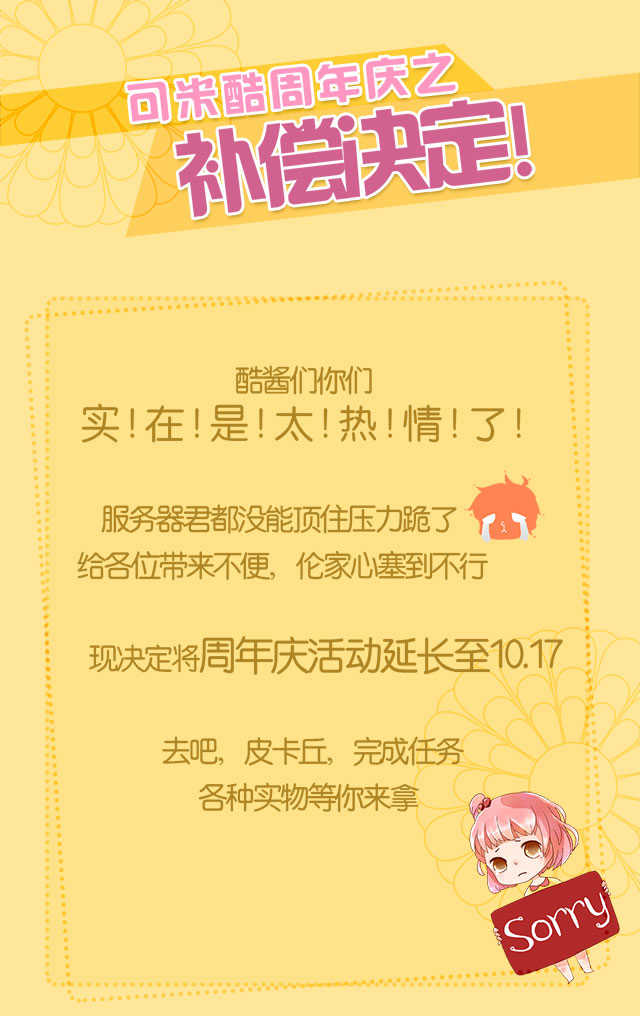 可米酷周年庆之
补偿决定！
酷酱们你们
实！在！是！太！热！情！了！
服务器君都没能顶住压力跪了
给各位带来不便，伦家心塞到不行
现决定将周年庆活动延长至10.17
去吧，皮卡丘，完成任务
各种实物等你来拿
Sorry